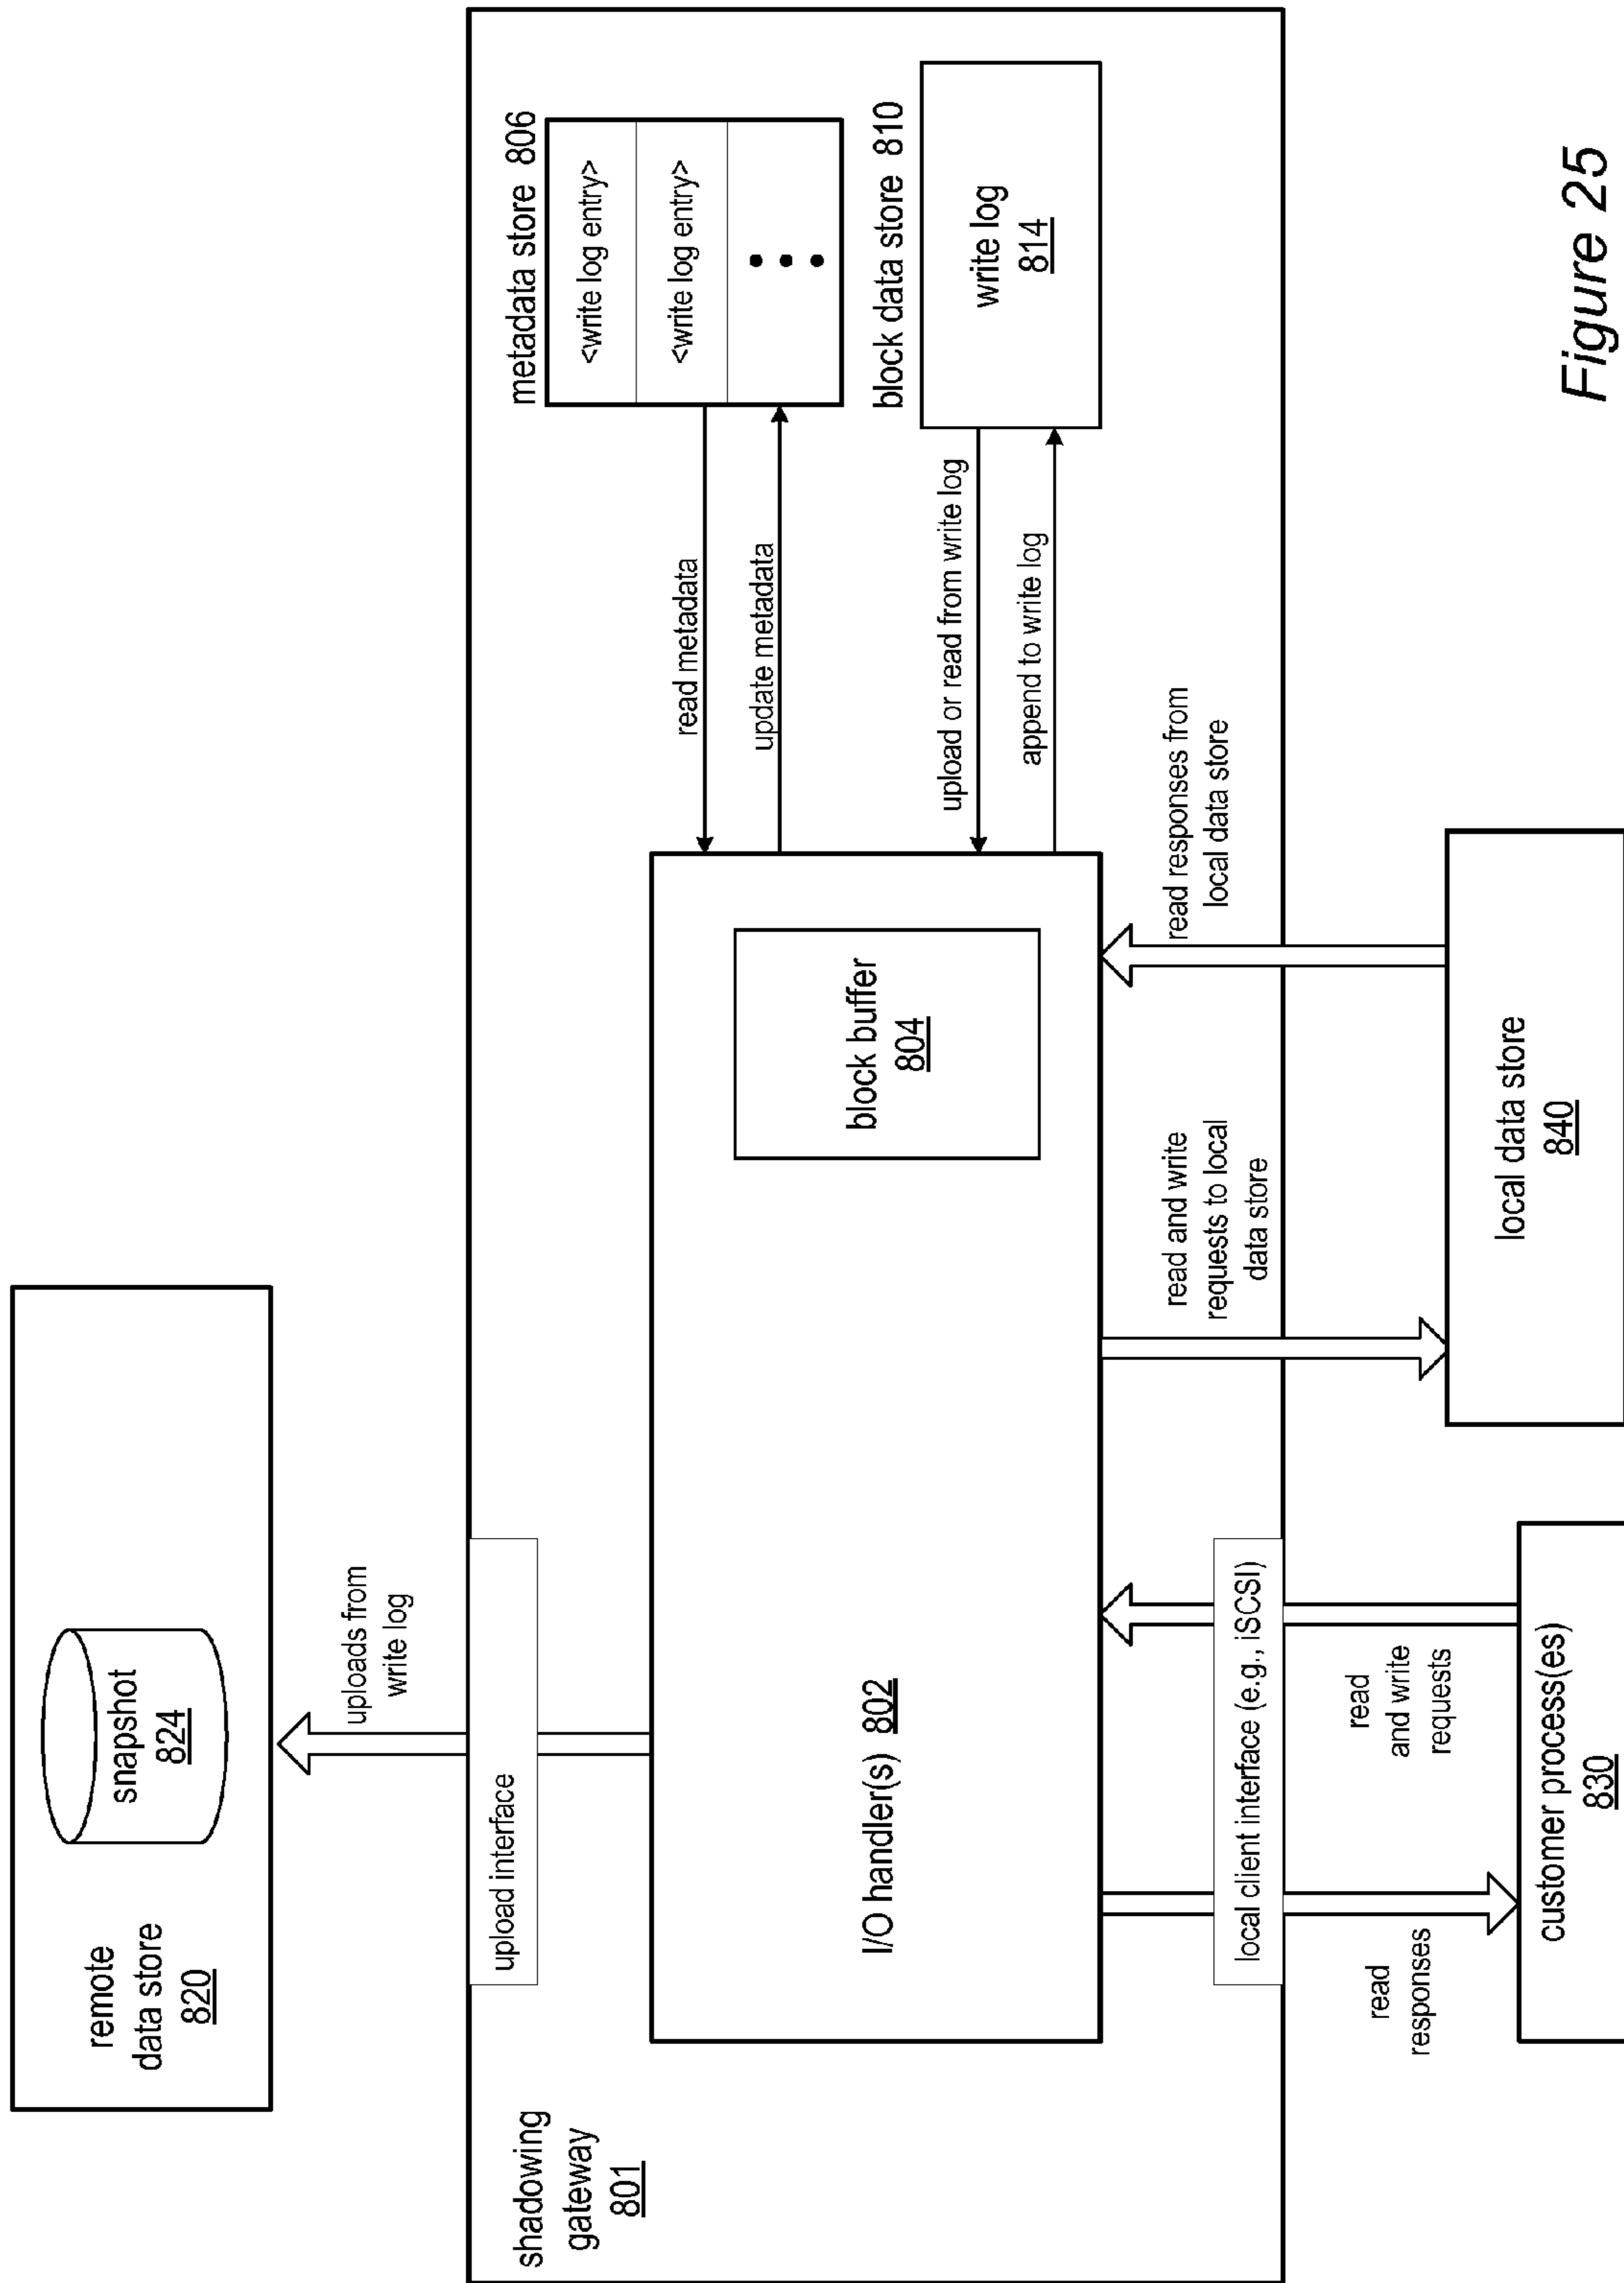 remote
data store
820
snapshot
824
uploads from
write log
shadowing
gateway
801
upload interface
metadata store 806
<write log entry>
<write log entry>
read metadata
update metadata
I/O handler(s) 802
block buffer
804
block data store 810
write log
814
upload or read from write log
append to write log
local client interface (e.g., iSCSI)
read
responses
read
and write
requests
read and write
requests to local
data store
read responses from
local data store
customer process(es)
830
local data store
840
Figure 25